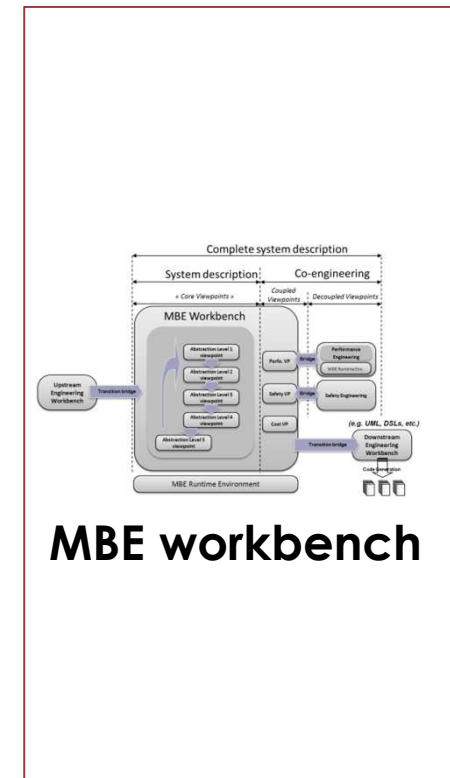 Complete system description
System description
Co-engineering
« Core Viewpoints »
Coupled
Viewpoints
Decoupled Viewpoints
MBE Workbench
Abstraction Level 1
viewpoint
Abstraction Level 2
viewpoint
Abstraction Level 3
viewpoint
Abstraction Level 4
viewpoint
Abstraction Level 5
viewpoint
Upstream
Engineering
Workbench
Transition bridge
Perfo. VP
Bridge
Performance
Engineering
MBE Runtime Env.
Safety VP
Bridge
Safety Engineering
Cost VP
(e.g. UML, DSLs, etc.)
Transition bridge
Downstream
Engineering
Workbench
Code Generation
MBE Runtime Environment
MBE workbench